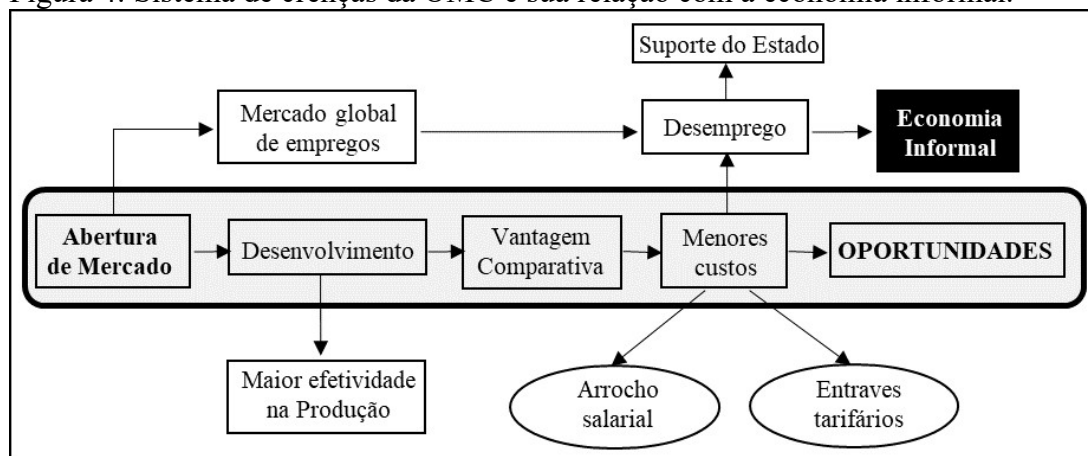 Figura 4. Sistema de crenças da OMC e sua relação com a economia informal.
Suporte do Estado
Mercado global
de empregos
Desemprego
Economia
Informal
Abertura
de Mercado
Desenvolvimento
Vantagem
Comparativa
Menores
custos
OPORTUNIDADES
Maior efetividade
na Produção
Arrocho
salarial
Entraves
tarifários